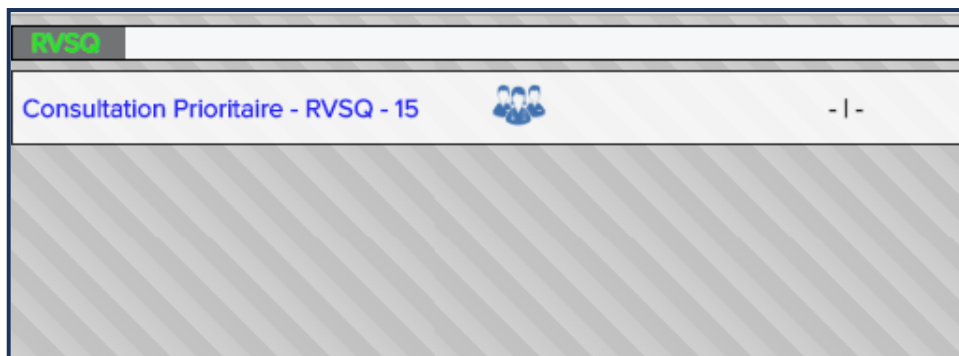 RVSQ
Consultation Prioritaire - RVSQ - 15 - | -